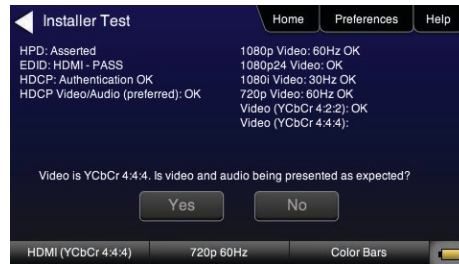 Installer Test
Home
Preferences
Help
HPD: Asserted
EDID: HDMI - PASS
HDCP: Authentication OK
HDCP Video/Audio (preferred): OK
1080p Video: 60Hz OK
1080p24 Video: OK
1080i Video: 30Hz OK
720p Video: 60Hz OK
Video (YCbCr 4:2:2): OK
Video (YCbCr 4:4:4):
Video is YCbCr 4:4:4. Is video and audio being presented as expected?
Yes
No
HDMI (YCbCr 4:4:4)
720p 60Hz
Color Bars